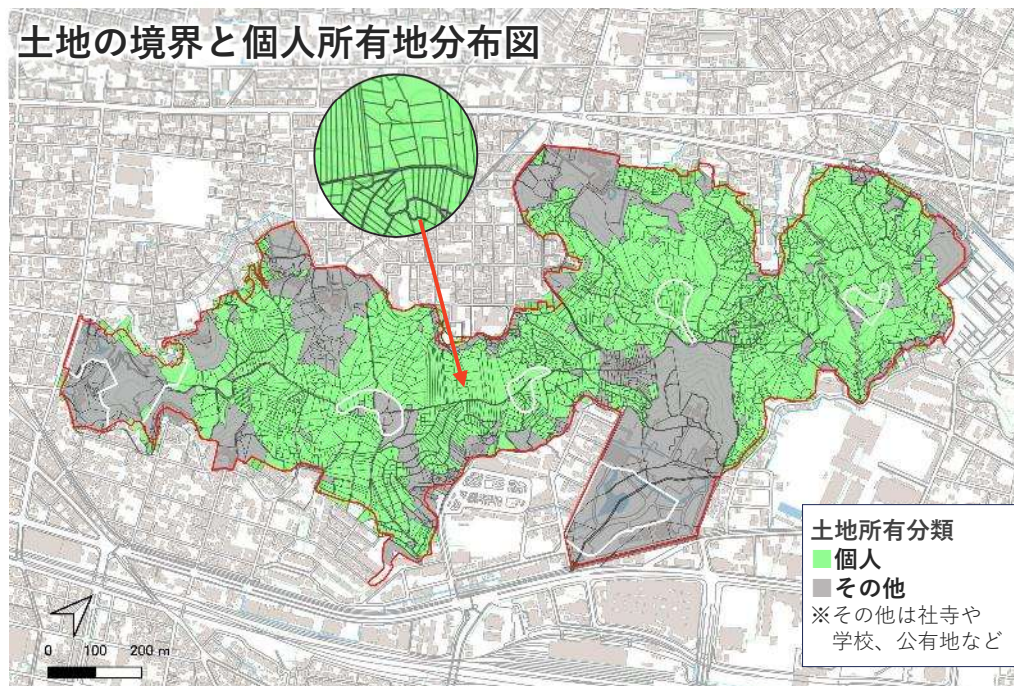 土地の境界と個人所有地分布図
土地所有分類
個人
その他
※その他は社寺や
学校、公有地など
0 100 200 m